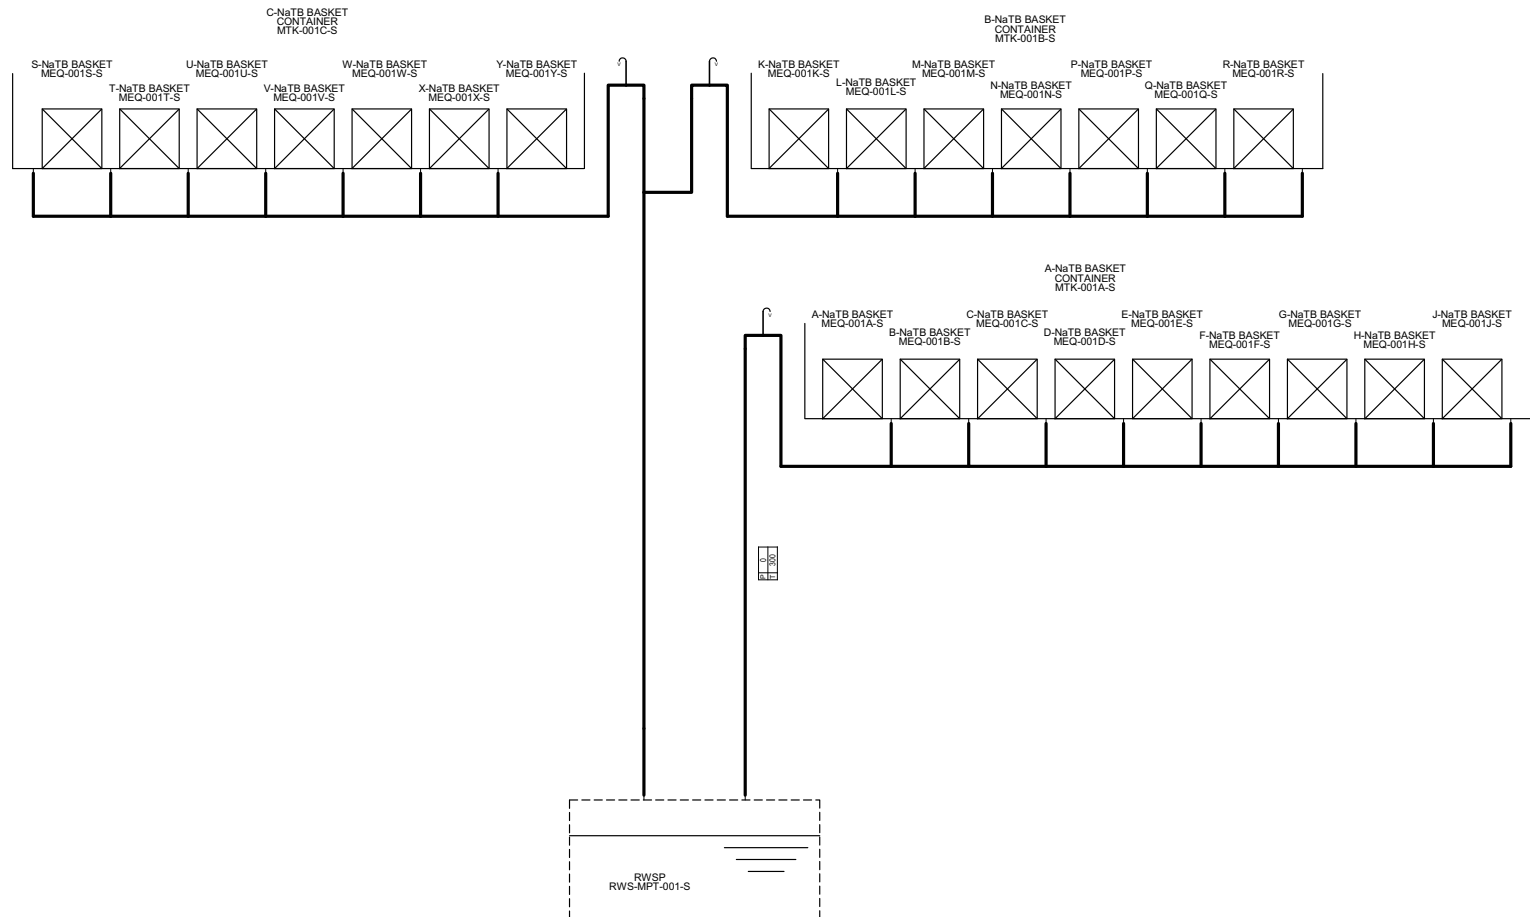 C-NaTB BASKET
CONTAINER
MTK-001C-S
B-NaTB BASKET
CONTAINER
MTK-001B-S
S-NaTB BASKET
MEQ-001S-S
T-NaTB BASKET
MEQ-001T-S
U-NaTB BASKET
MEQ-001U-S
V-NaTB BASKET
MEQ-001V-S
W-NaTB BASKET
MEQ-001W-S
X-NaTB BASKET
MEQ-001X-S
Y-NaTB BASKET
MEQ-001Y-S
K-NaTB BASKET
MEQ-001K-S
L-NaTB BASKET
MEQ-001L-S
M-NaTB BASKET
MEQ-001M-S
N-NaTB BASKET
MEQ-001N-S
P-NaTB BASKET
MEQ-001P-S
Q-NaTB BASKET
MEQ-001Q-S
R-NaTB BASKET
MEQ-001R-S
A-NaTB BASKET
CONTAINER
MTK-001A-S
A-NaTB BASKET
MEQ-001A-S
B-NaTB BASKET
MEQ-001B-S
C-NaTB BASKET
MEQ-001C-S
D-NaTB BASKET
MEQ-001D-S
E-NaTB BASKET
MEQ-001E-S
F-NaTB BASKET
MEQ-001F-S
G-NaTB BASKET
MEQ-001G-S
H-NaTB BASKET
MEQ-001H-S
J-NaTB BASKET
MEQ-001J-S
P 0
T 300
RWSP
RWS-MPT-001-S